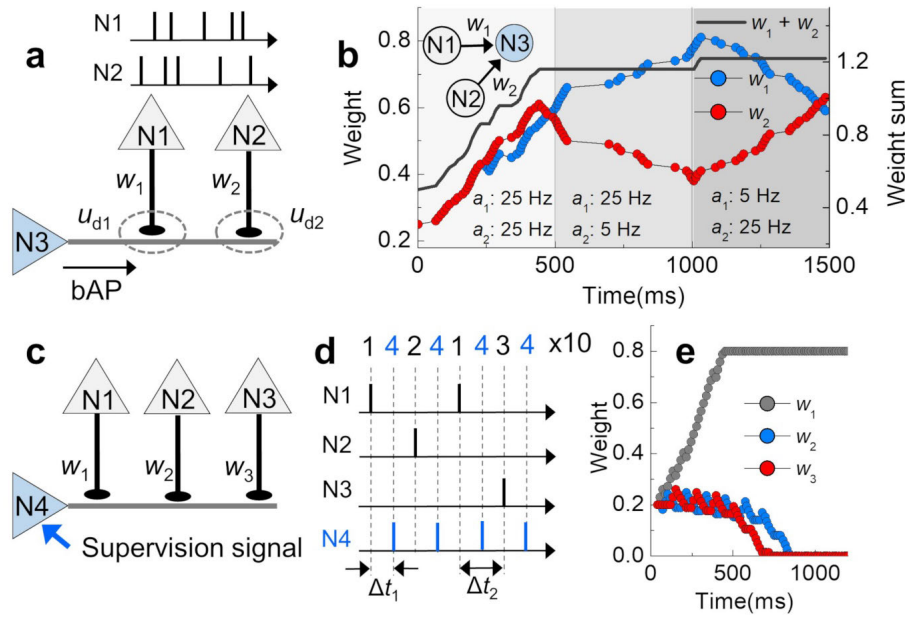 a
N1
N2
N1
N2
w1
w2
ud1
ud2
N3
bAP
b
N1
w1
N3
N2
w2
w1 + w2
w1
w2
Weight
0.8
0.6
0.4
0.2
Weight sum
1.2
0.9
0.6
0.3
a1: 25 Hz
a2: 25 Hz
a1: 25 Hz
a2: 5 Hz
a1: 5 Hz
a2: 25 Hz
0 500 1000 1500
Time(ms)
c
N1 N2 N3
w1 w2 w3
N4
Supervision signal
d
1 4 2 4 1 4 3 4 x10
N1
N2
N3
N4
Δt1
Δt2
e
Weight
0.8
0.6
0.4
0.2
0.0
w1
w2
w3
0 500 1000
Time(ms)